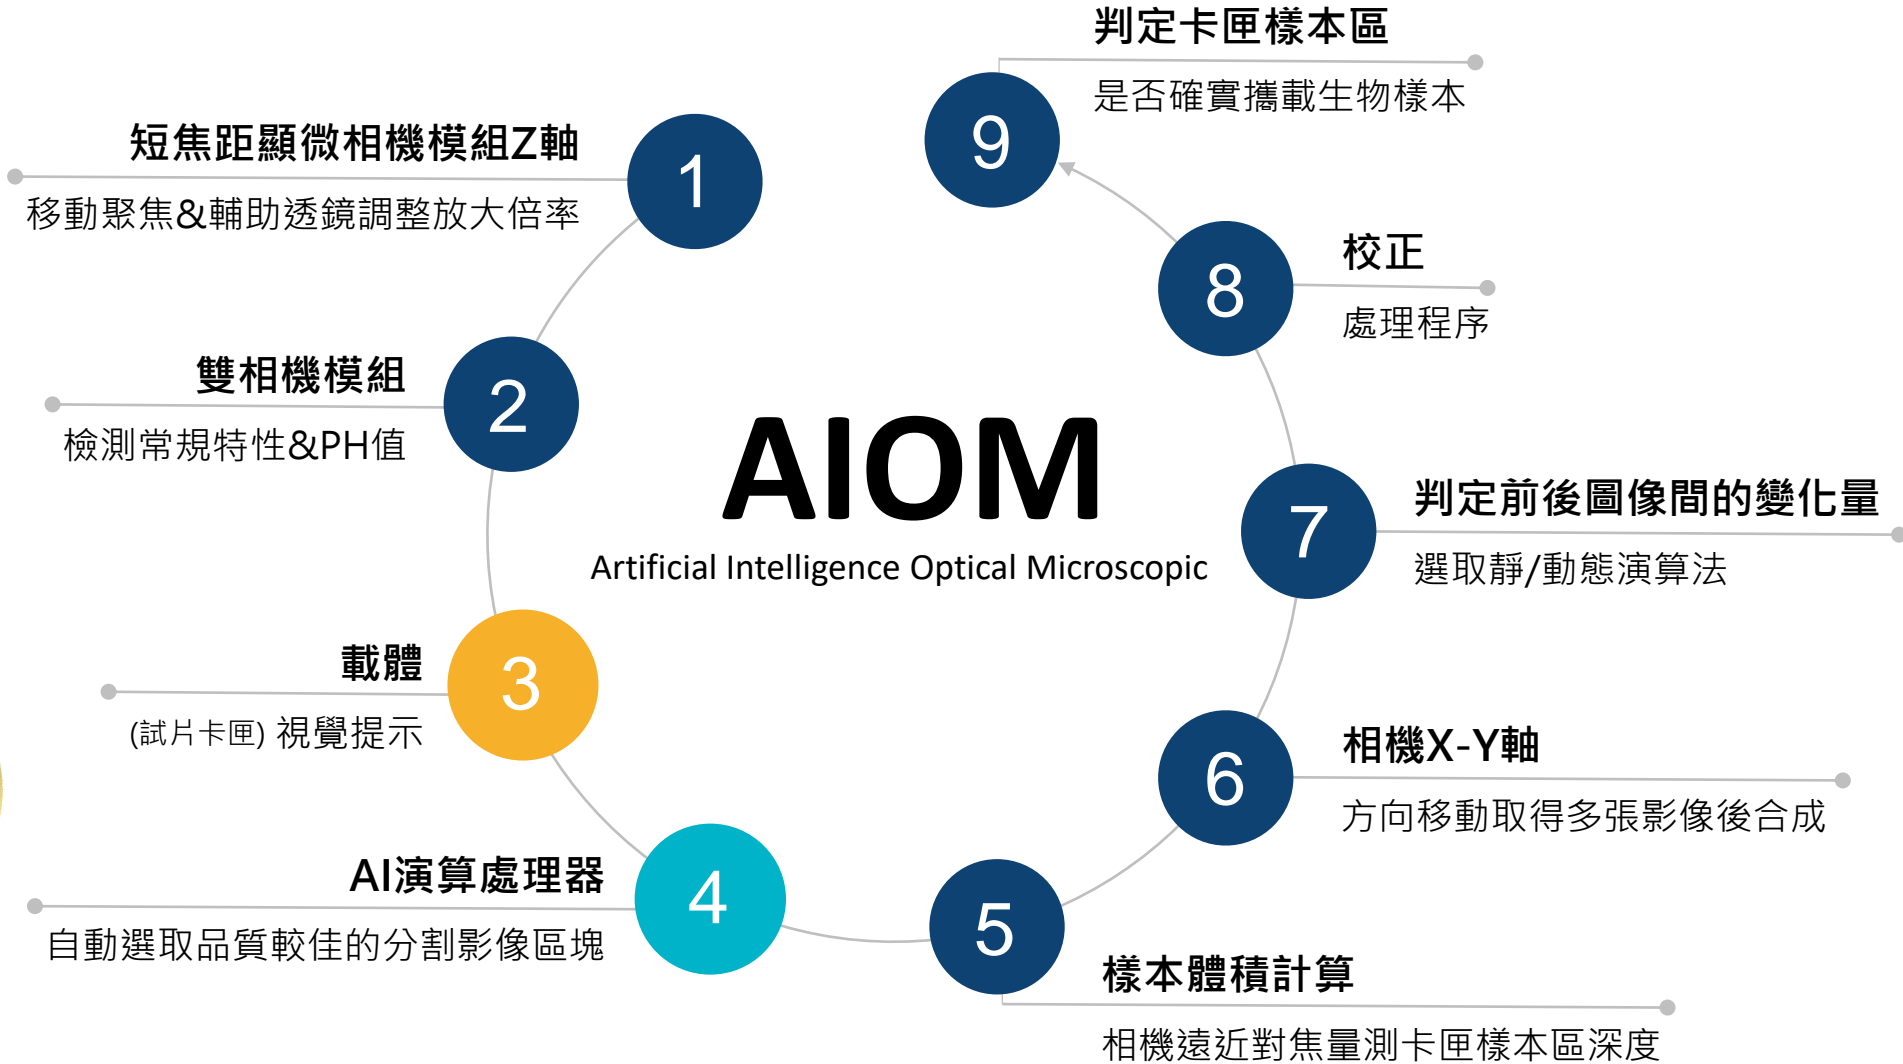 1
短焦距顯微相機模組Z軸
移動聚焦&輔助透鏡調整放大倍率
2
雙相機模組
檢測常規特性&PH值
3
載體
(試片卡匣) 視覺提示
4
AI演算處理器
自動選取品質較佳的分割影像區塊
5
樣本體積計算
相機遠近對焦量測卡匣樣本區深度
6
相機X-Y軸
方向移動取得多張影像後合成
7
判定前後圖像間的變化量
選取靜/動態演算法
8
校正
處理程序
9
判定卡匣樣本區
是否確實攜載生物樣本
AIOM
Artificial Intelligence Optical Microscopic